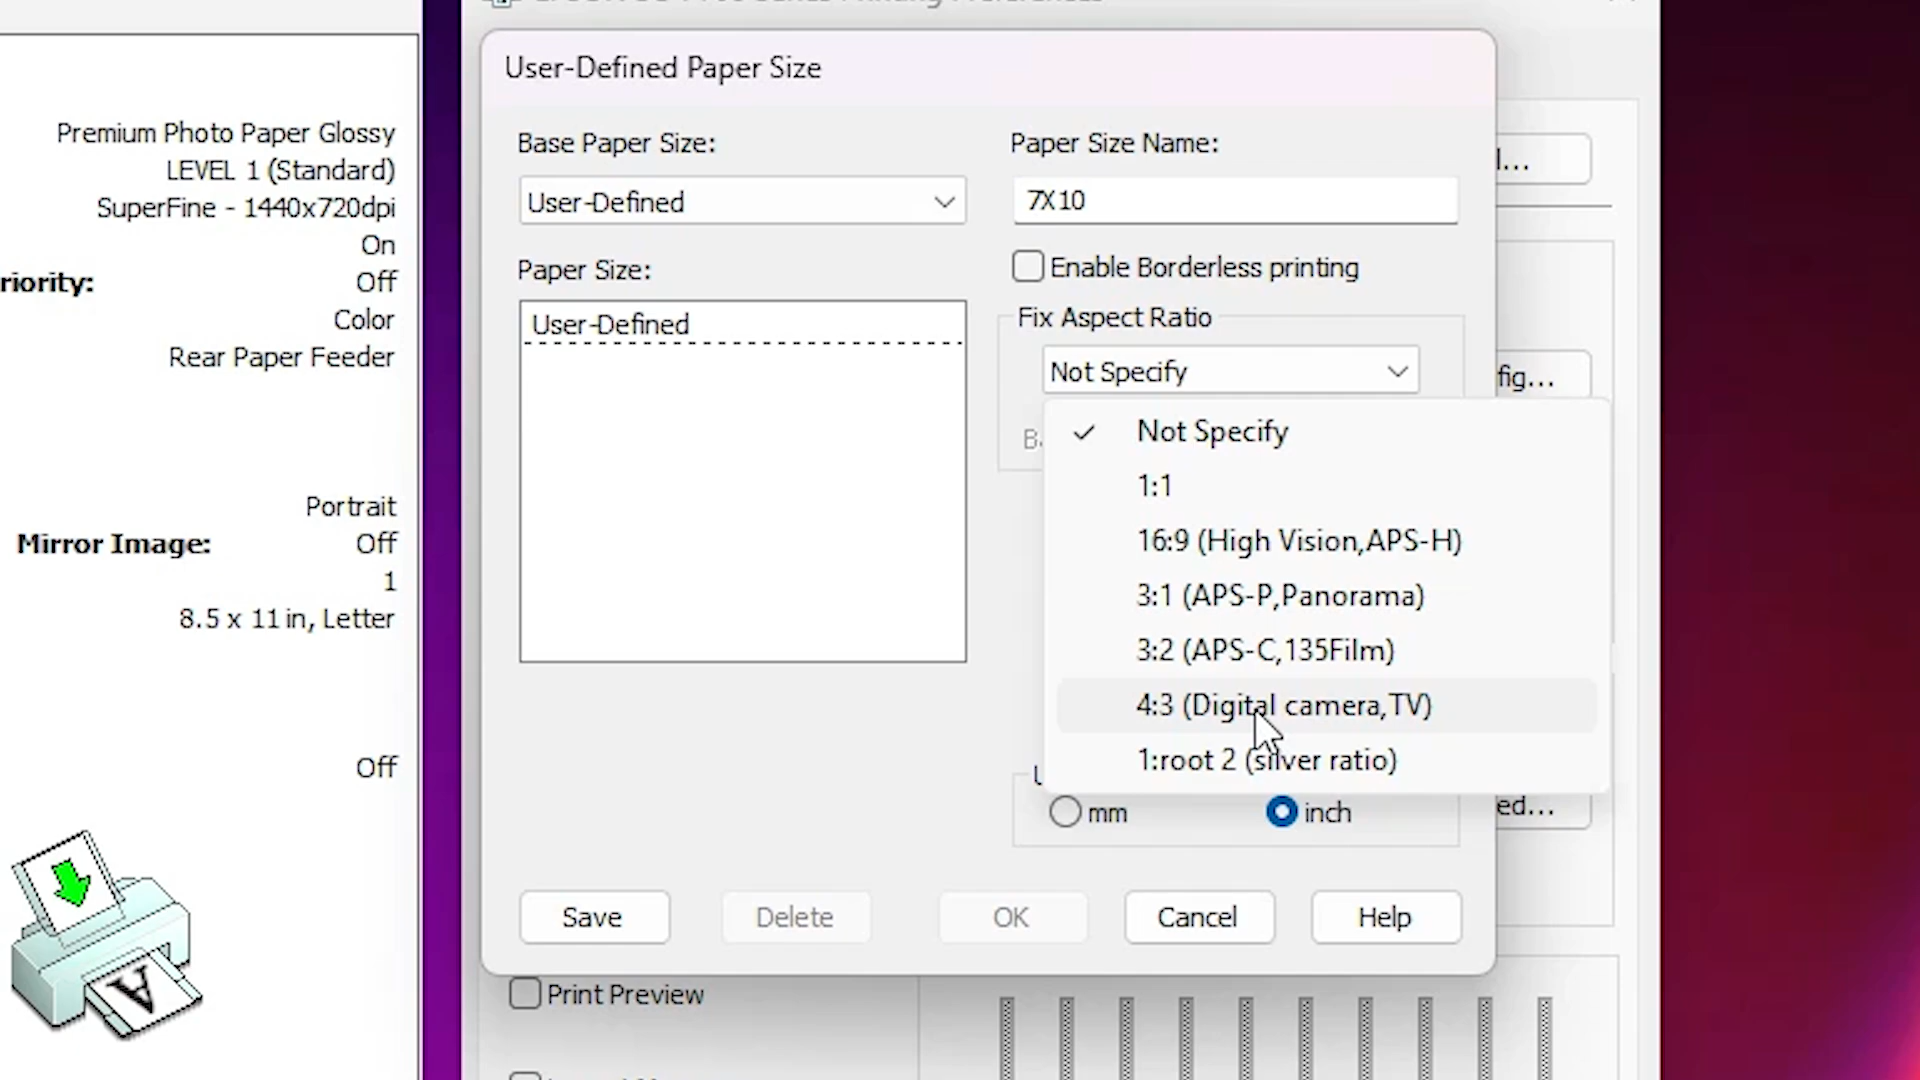 Premium Photo Paper Glossy
LEVEL 1 (Standard)
SuperFine - 1440x720dpi
On
riority: Off
Color
Rear Paper Feeder
Portrait
Mirror Image: Off
1
8.5 x 11 in, Letter
Off
User-Defined Paper Size
Base Paper Size:
User-Defined
Paper Size:
User-Defined
Paper Size Name:
7X10
Enable Borderless printing
Fix Aspect Ratio
Not Specify
Not Specify
1:1
16:9 (High Vision,APS-H)
3:1 (APS-P,Panorama)
3:2 (APS-C,135Film)
4:3 (Digital camera,TV)
1:root 2 (silver ratio)
mm inch
Save Delete OK Cancel Help
fig...
ed...
Print Preview